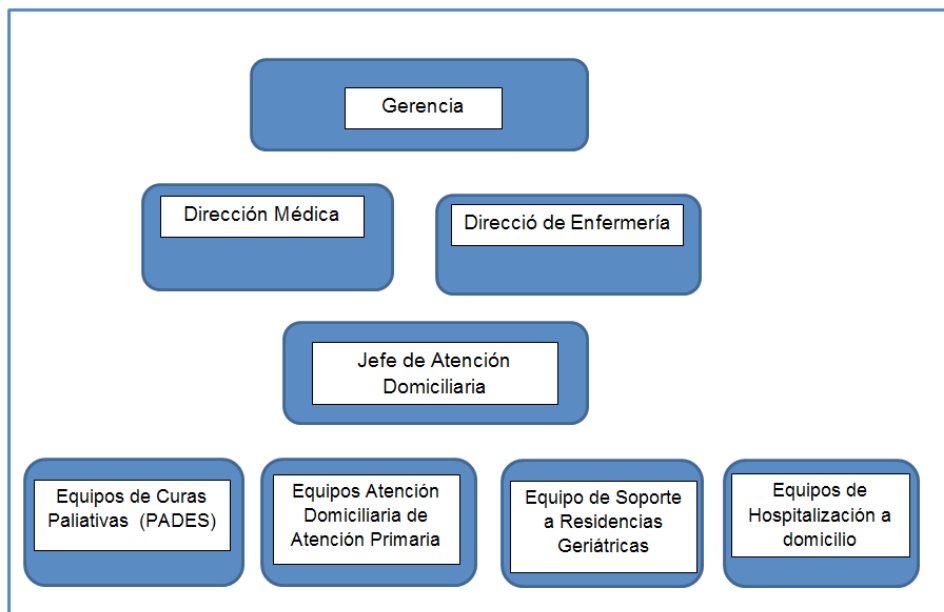 Gerencia
Dirección Médica
Direcció de Enfermería
Jefe de Atención
Domiciliaria
Equipos de Curas
Paliativas (PADES)
Equipos Atención
Domiciliaria de
Atención Primaria
Equipo de Soporte
a Residencias
Geriátricas
Equipos de
Hospitalización a
domicilio